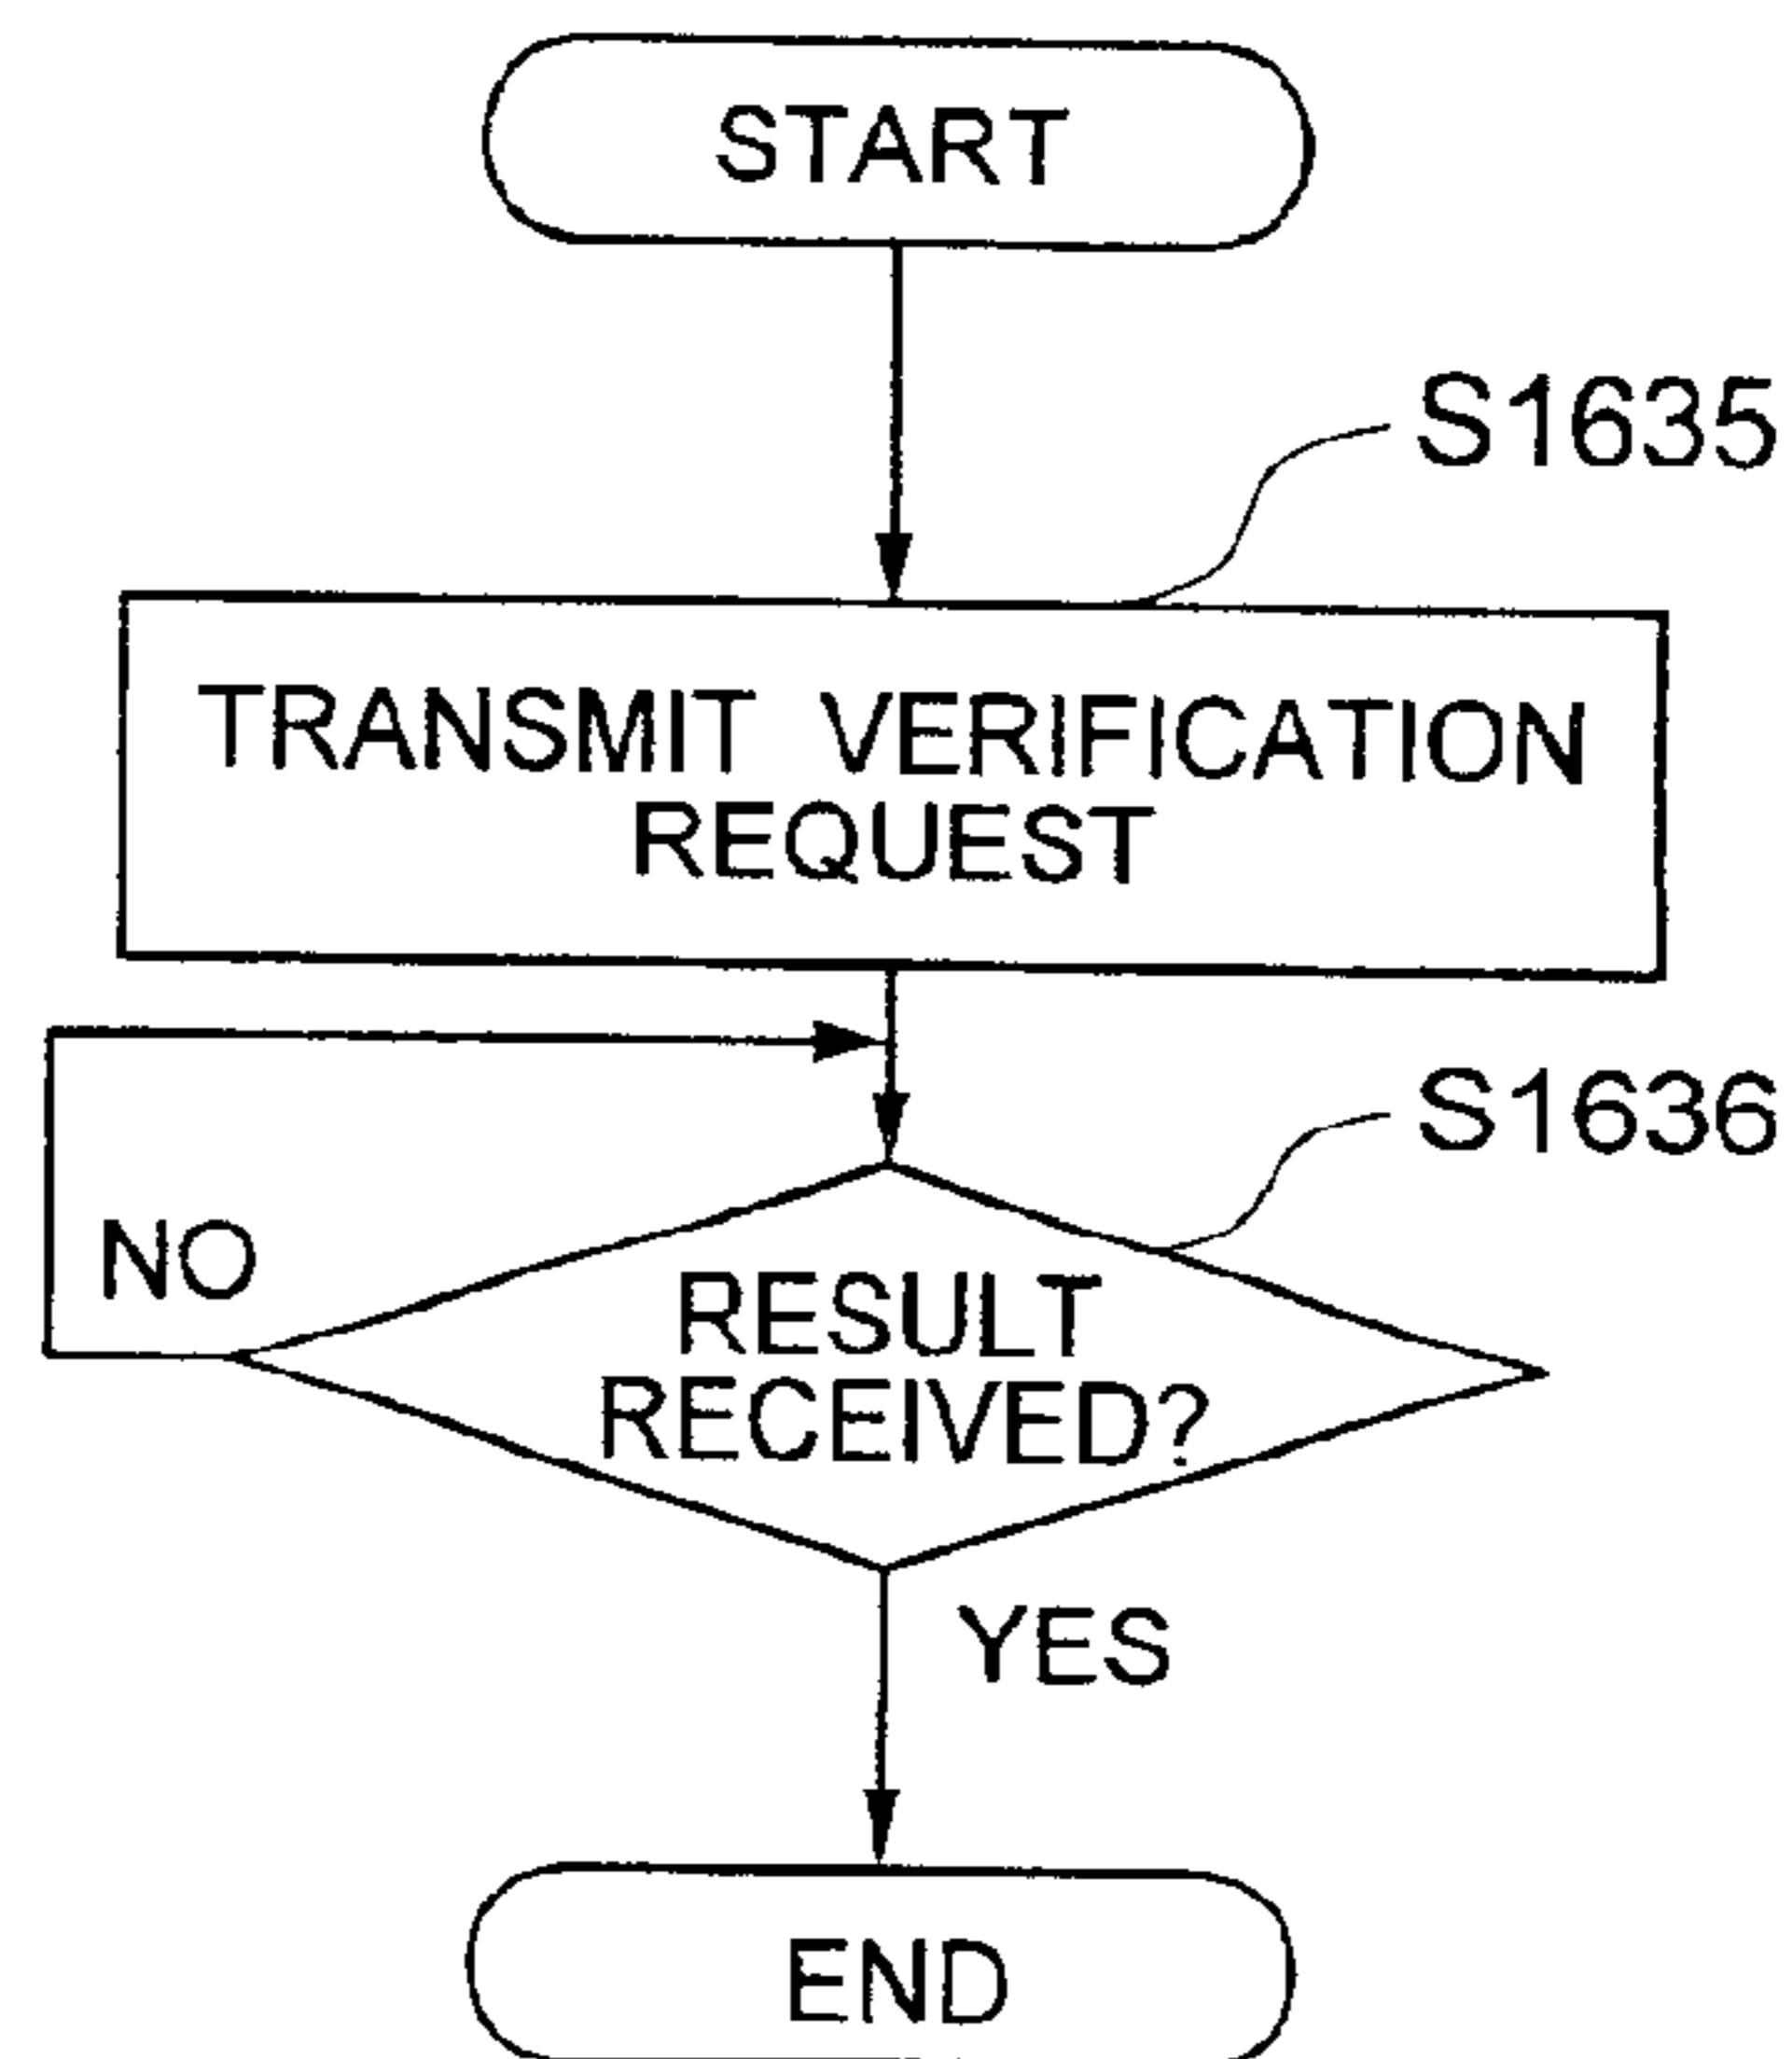 START
S1635
TRANSMIT VERIFICATION
REQUEST
S1636
NO
RESULT
RECEIVED?
YES
END